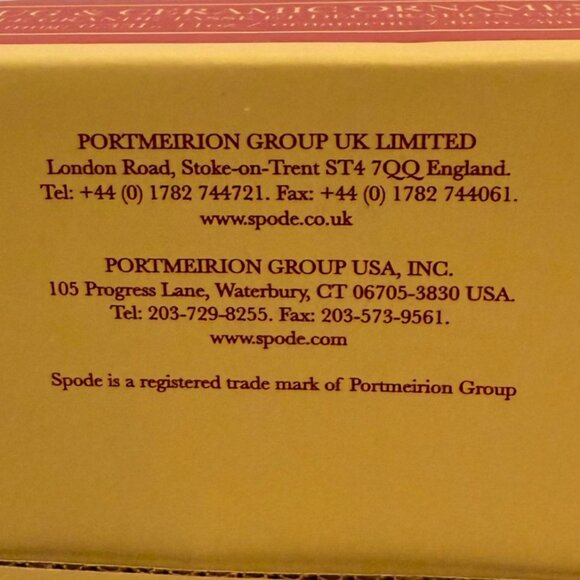 CERAMIC ORNAME
PORTMEIRION GROUP UK LIMITED
London Road, Stoke-on-Trent ST4 7QQ England.
Tel: +44 (0) 1782 744721. Fax: +44 (0) 1782 744061.
www.spode.co.uk
PORTMEIRION GROUP USA, INC.
105 Progress Lane, Waterbury, CT 06705-3830 USA.
Tel: 203-729-8255. Fax: 203-573-9561.
www.spode.com
Spode is a registered trade mark of Portmeirion Group